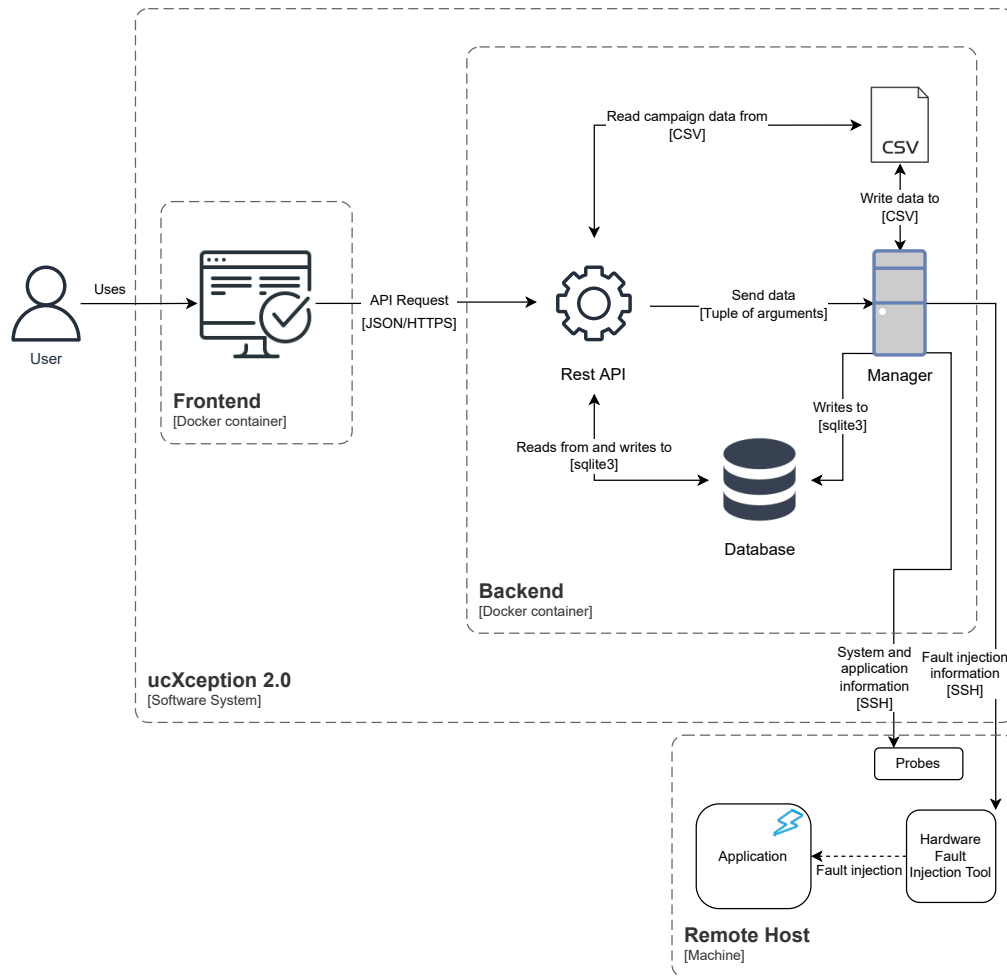 Read campaign data from
[CSV]
CSV
Write data to
[CSV]
Uses
API Request
[JSON/HTTPS]
Send data
[Tuple of arguments]
User
Rest API
Manager
Frontend
[Docker container]
Writes to
[sqlite3]
Reads from and writes to
[sqlite3]
Database
Backend
[Docker container]
System and
application
information
[SSH]
Fault injection
information
[SSH]
ucXception 2.0
[Software System]
Probes
Application
Fault injection
Hardware
Fault
Injection Tool
Remote Host
[Machine]